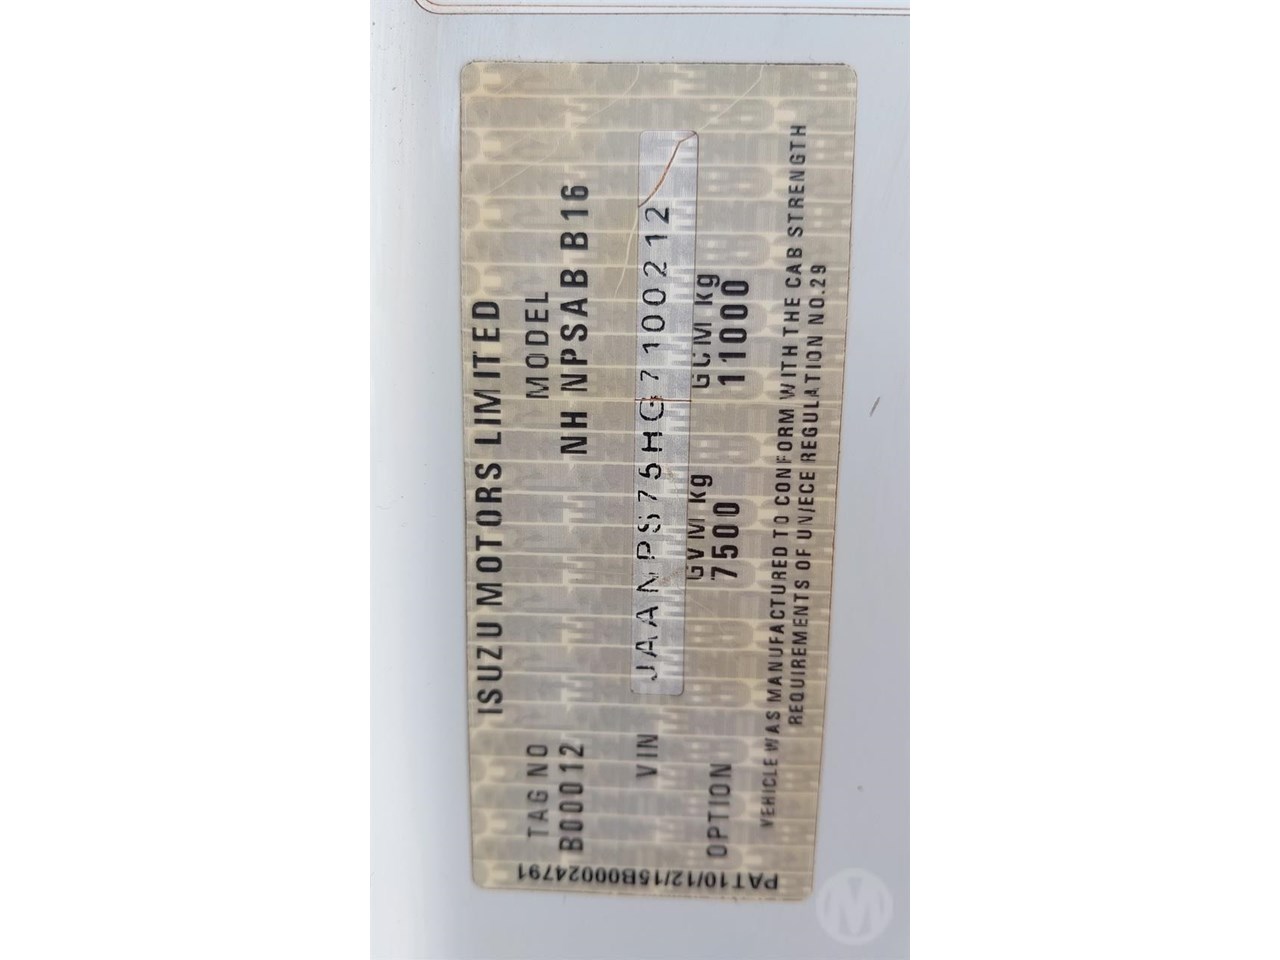 ISUZU MOTORS LIMITED
TAG NO MODEL
B00012 NH NPSAB B16
VIN JAANPS75HG7100212
OPTION GVM kg GCM kg
7500 11000
VEHICLE WAS MANUFACTURED TO CONFORM WITH THE CAB STRENGTH
REQUIREMENTS OF UN/ECE REGULATION NO.29
PAT10/12/15B000024791